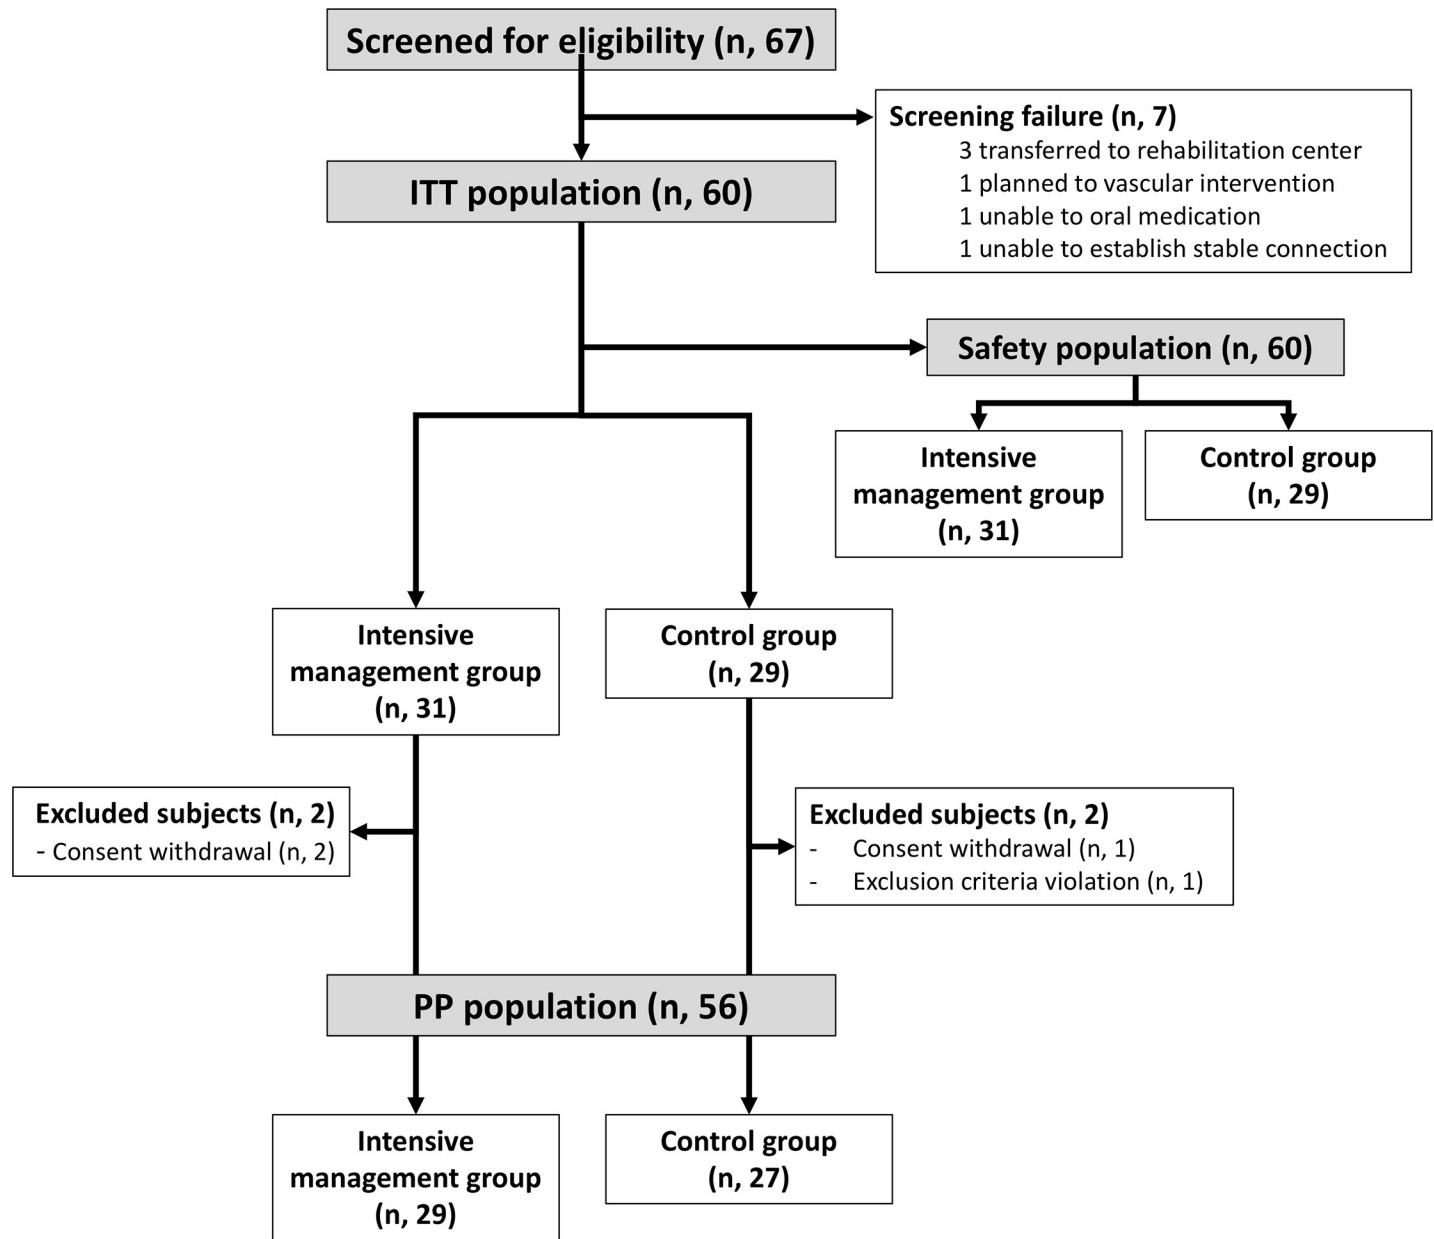 Screened for eligibility (n, 67)
Screening failure (n, 7)
3 transferred to rehabilitation center
1 planned to vascular intervention
1 unable to oral medication
1 unable to establish stable connection
ITT population (n, 60)
Safety population (n, 60)
Intensive
management group
(n, 31)
Control group
(n, 29)
Intensive
management group
(n, 31)
Control group
(n, 29)
Excluded subjects (n, 2)
- Consent withdrawal (n, 2)
Excluded subjects (n, 2)
- Consent withdrawal (n, 1)
- Exclusion criteria violation (n, 1)
PP population (n, 56)
Intensive
management group
(n, 29)
Control group
(n, 27)